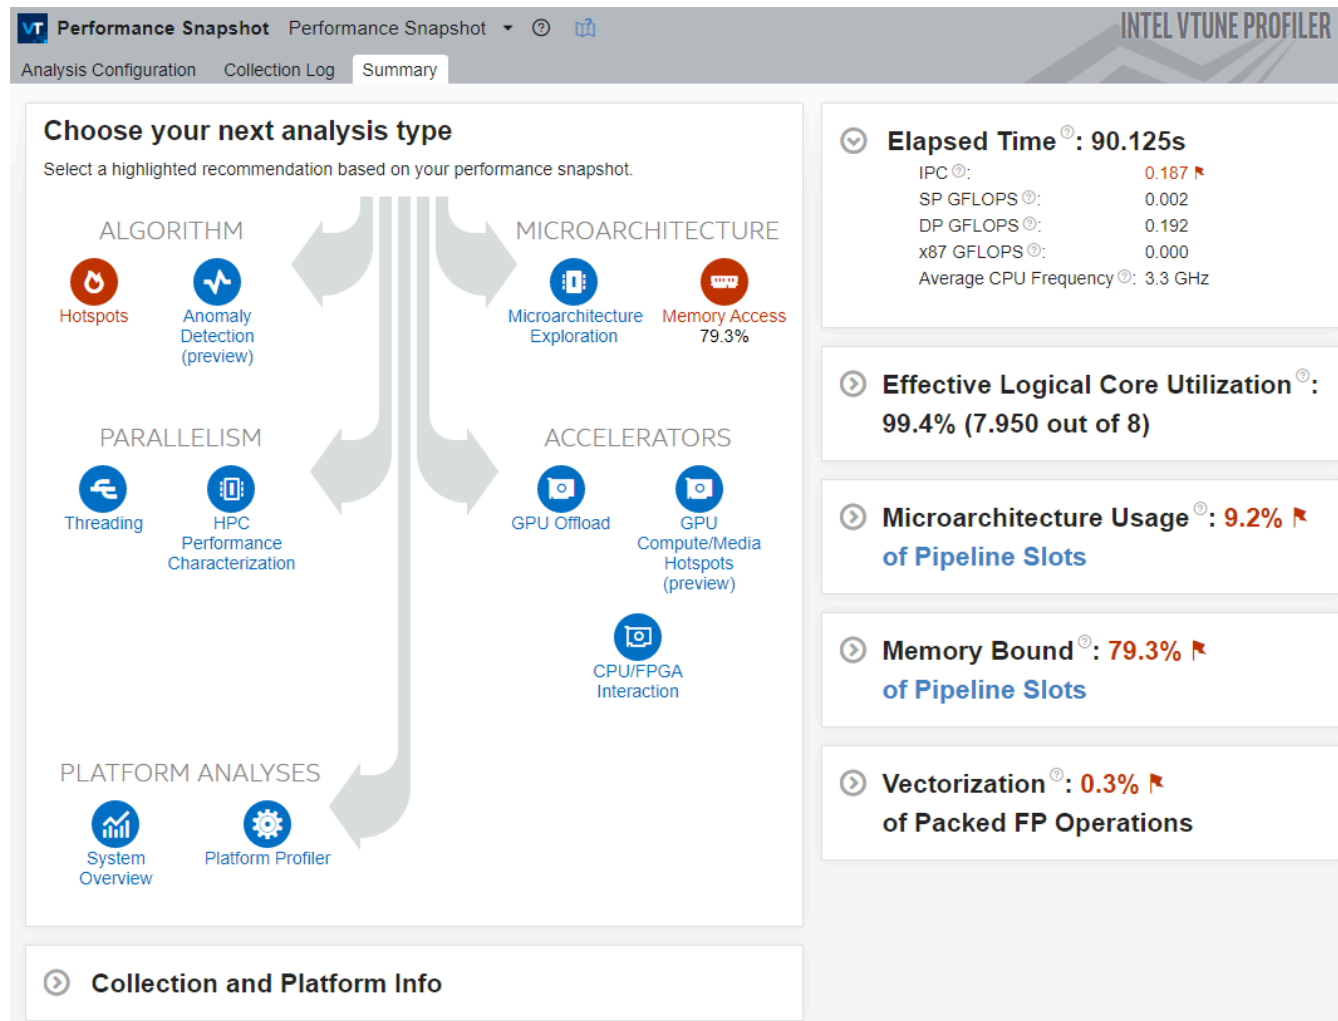 VT Performance Snapshot Performance Snapshot ?
INTEL VTUNE PROFILER
Analysis Configuration Collection Log Summary
Choose your next analysis type
Select a highlighted recommendation based on your performance snapshot.
ALGORITHM
Hotspots
Anomaly
Detection
(preview)
MICROARCHITECTURE
Microarchitecture
Exploration
Memory Access
79.3%
PARALLELISM
Threading
HPC
Performance
Characterization
ACCELERATORS
GPU Offload
GPU
Compute/Media
Hotspots
(preview)
CPU/FPGA
Interaction
PLATFORM ANALYSES
System
Overview
Platform Profiler
Collection and Platform Info
Elapsed Time ?: 90.125s
IPC ?: 0.187
SP GFLOPS ?: 0.002
DP GFLOPS ?: 0.192
x87 GFLOPS ?: 0.000
Average CPU Frequency ?: 3.3 GHz
Effective Logical Core Utilization ?:
99.4% (7.950 out of 8)
Microarchitecture Usage ?: 9.2%
of Pipeline Slots
Memory Bound ?: 79.3%
of Pipeline Slots
Vectorization ?: 0.3%
of Packed FP Operations